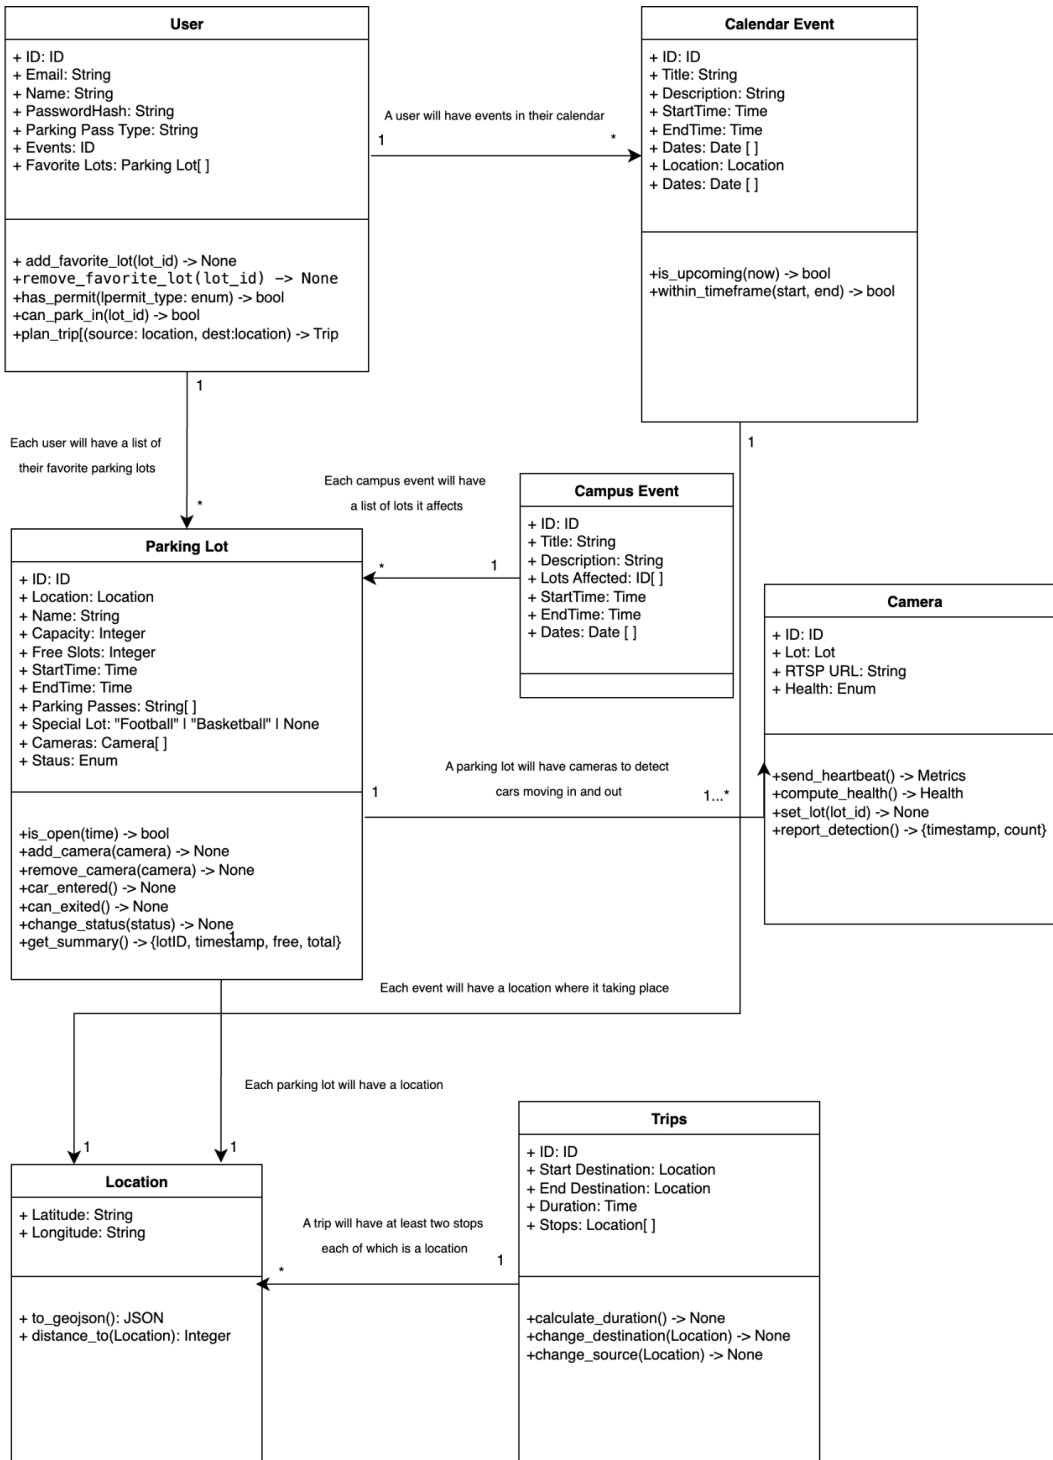 User
+ ID: ID
+ Email: String
+ Name: String
+ PasswordHash: String
+ Parking Pass Type: String
+ Events: ID
+ Favorite Lots: Parking Lot[ ]
+ add_favorite_lot(lot_id) -> None
+remove_favorite_lot(lot_id) -> None
+has_permit(lpermit_type: enum) -> bool
+can_park_in(lot_id) -> bool
+plan_trip[(source: location, dest:location) -> Trip
A user will have events in their calendar
1
*
Calendar Event
+ ID: ID
+ Title: String
+ Description: String
+ StartTime: Time
+ EndTime: Time
+ Dates: Date [ ]
+ Location: Location
+ Dates: Date [ ]
+is_upcoming(now) -> bool
+within_timeframe(start, end) -> bool
1
Each user will have a list of
their favorite parking lots
*
1
Each campus event will have
a list of lots it affects
*
1
Campus Event
+ ID: ID
+ Title: String
+ Description: String
+ Lots Affected: ID[ ]
+ StartTime: Time
+ EndTime: Time
+ Dates: Date [ ]
Parking Lot
+ ID: ID
+ Location: Location
+ Name: String
+ Capacity: Integer
+ Free Slots: Integer
+ StartTime: Time
+ EndTime: Time
+ Parking Passes: String[ ]
+ Special Lot: "Football" | "Basketball" | None
+ Cameras: Camera[ ]
+ Staus: Enum
+is_open(time) -> bool
+add_camera(camera) -> None
+remove_camera(camera) -> None
+car_entered() -> None
+can_exited() -> None
+change_status(status) -> None
+get_summary() -> {lotID, timestamp, free, total}
1
A parking lot will have cameras to detect
cars moving in and out
1
1...*
Camera
+ ID: ID
+ Lot: Lot
+ RTSP URL: String
+ Health: Enum
+send_heartbeat() -> Metrics
+compute_health() -> Health
+set_lot(lot_id) -> None
+report_detection() -> {timestamp, count}
Each event will have a location where it taking place
Each parking lot will have a location
1
1
Location
+ Latitude: String
+ Longitude: String
+ to_geojson(): JSON
+ distance_to(Location): Integer
A trip will have at least two stops
each of which is a location
*
1
Trips
+ ID: ID
+ Start Destination: Location
+ End Destination: Location
+ Duration: Time
+ Stops: Location[ ]
+calculate_duration() -> None
+change_destination(Location) -> None
+change_source(Location) -> None